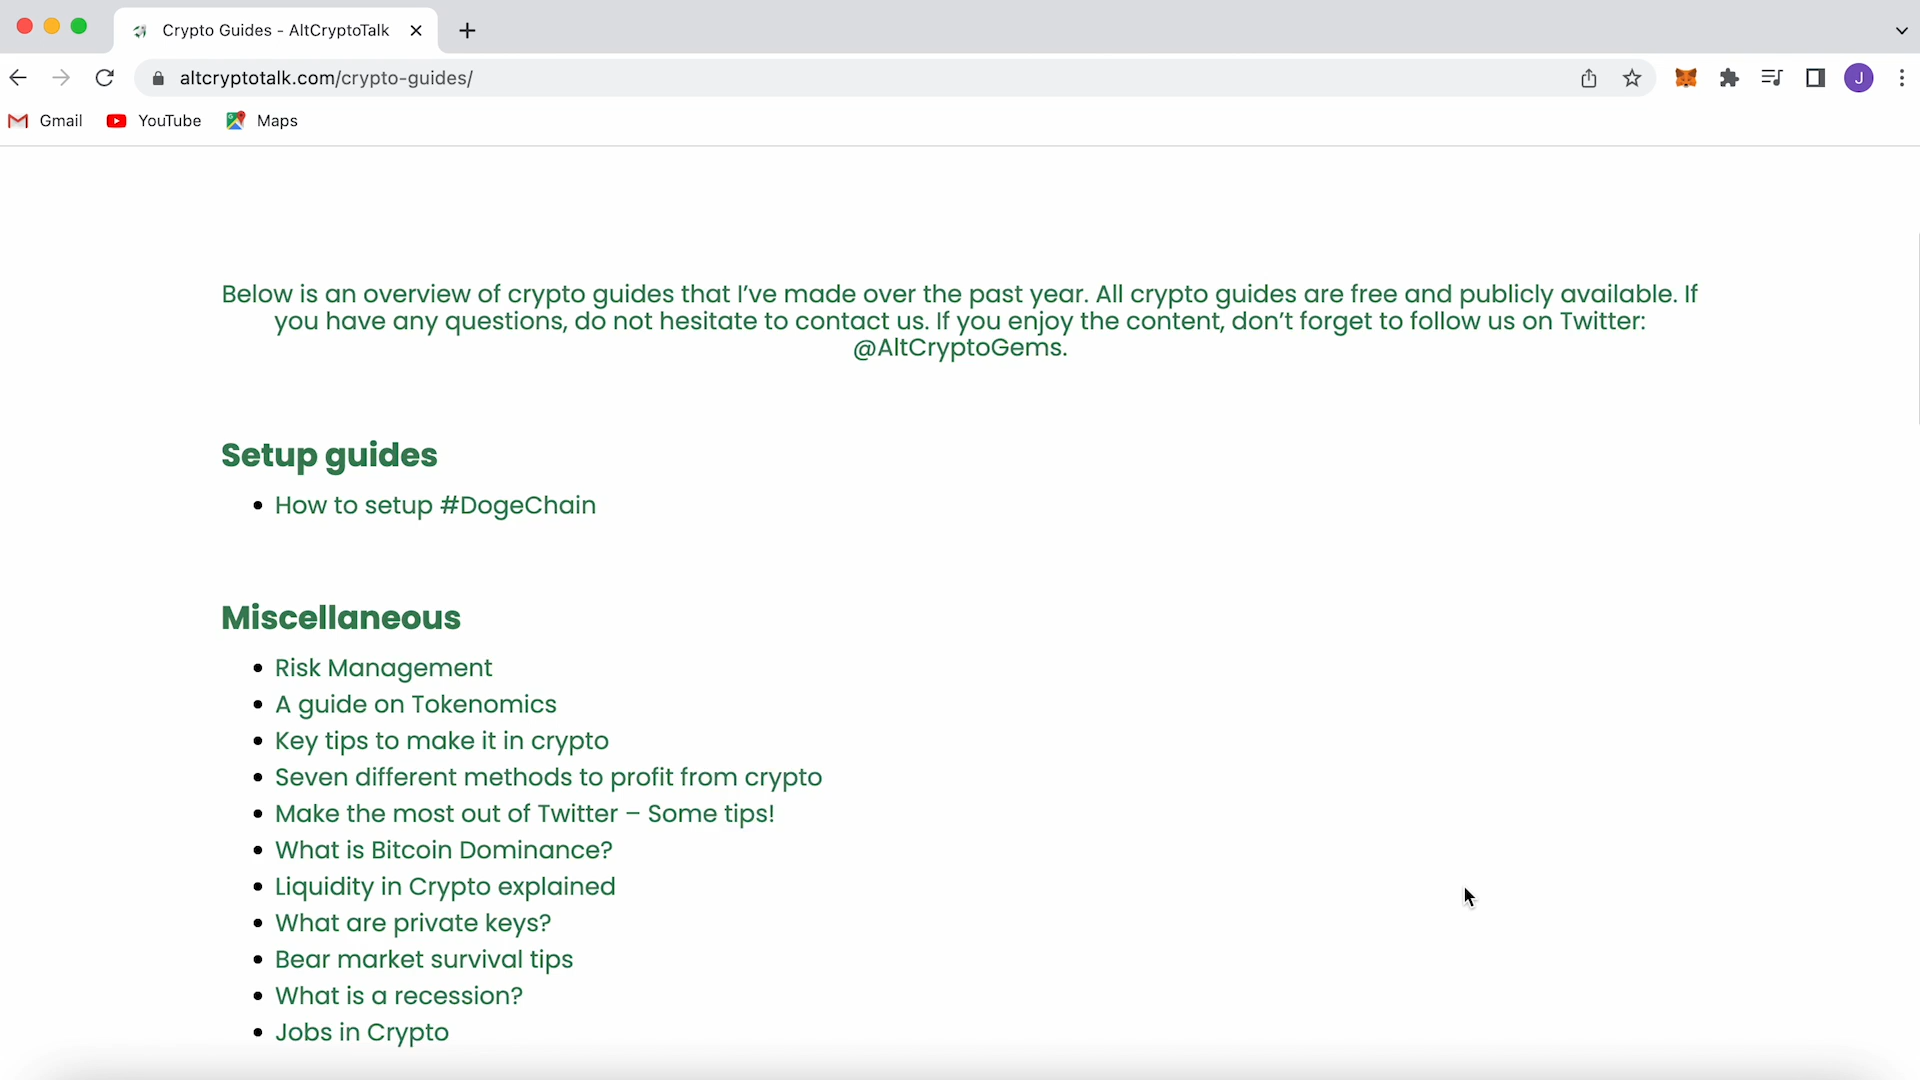 Crypto Guides - AltCryptoTalk
altcryptotalk.com/crypto-guides/
J
Gmail
YouTube
Maps
Below is an overview of crypto guides that I’ve made over the past year. All crypto guides are free and publicly available. If
you have any questions, do not hesitate to contact us. If you enjoy the content, don’t forget to follow us on Twitter:
@AltCryptoGems.
Setup guides
How to setup #DogeChain
Miscellaneous
Risk Management
A guide on Tokenomics
Key tips to make it in crypto
Seven different methods to profit from crypto
Make the most out of Twitter – Some tips!
What is Bitcoin Dominance?
Liquidity in Crypto explained
What are private keys?
Bear market survival tips
What is a recession?
Jobs in Crypto